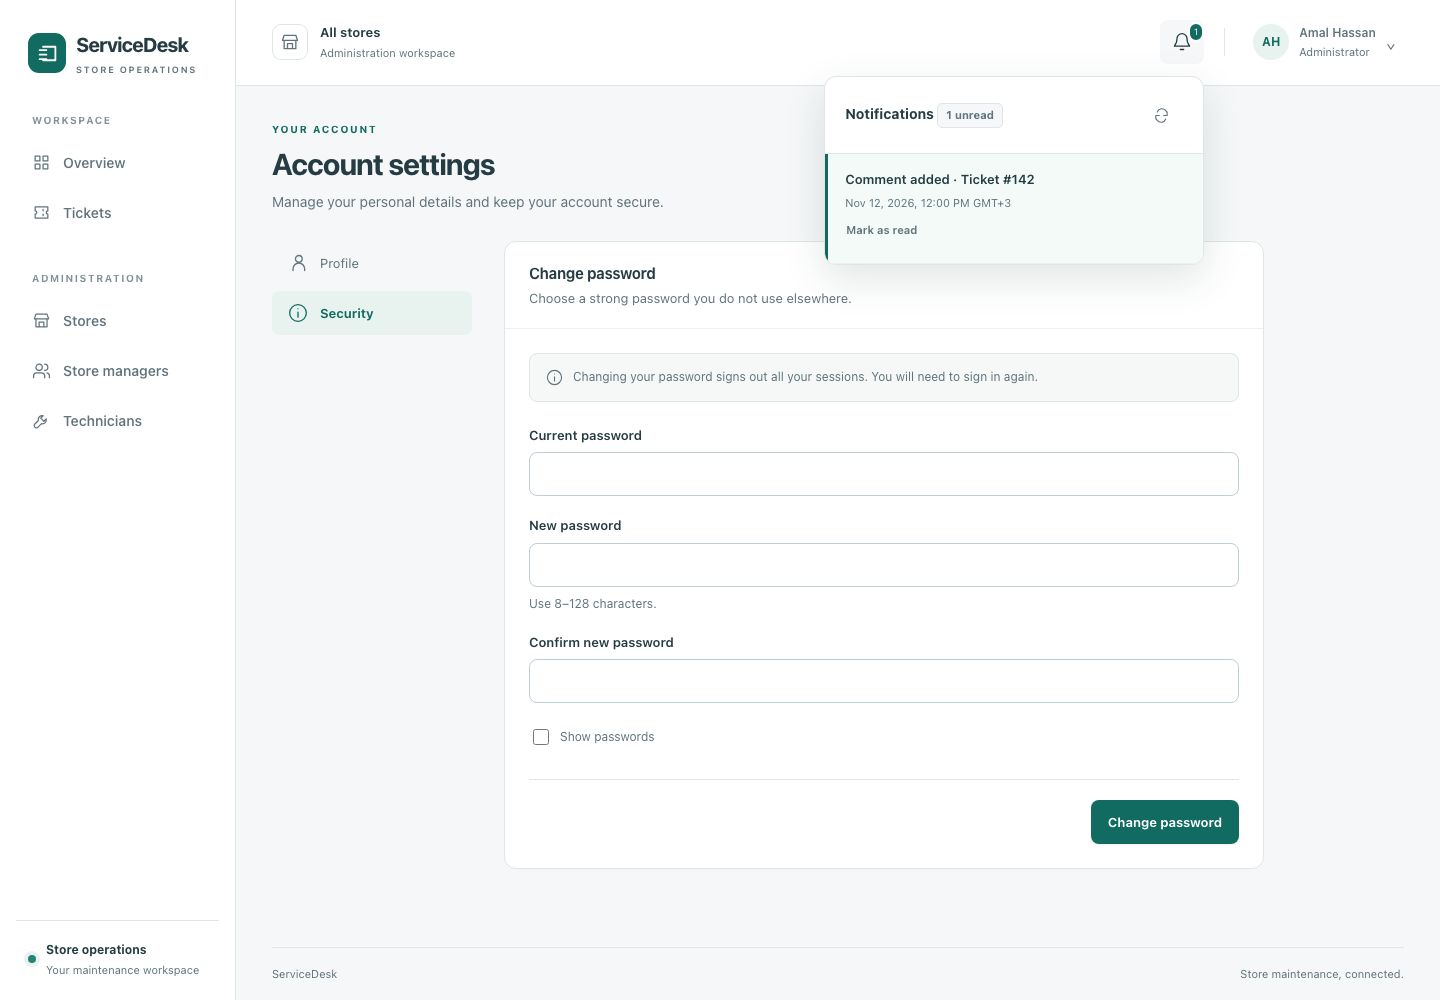 ServiceDesk
STORE OPERATIONS
WORKSPACE
Overview
Tickets
ADMINISTRATION
Stores
Store managers
Technicians
Store operations
Your maintenance workspace
All stores
Administration workspace
1
AH
Amal Hassan
Administrator
Notifications 1 unread
Comment added · Ticket #142
Nov 12, 2026, 12:00 PM GMT+3
Mark as read
YOUR ACCOUNT
Account settings
Manage your personal details and keep your account secure.
Profile
Security
Change password
Choose a strong password you do not use elsewhere.
Changing your password signs out all your sessions. You will need to sign in again.
Current password
New password
Use 8–128 characters.
Confirm new password
Show passwords
Change password
ServiceDesk
Store maintenance, connected.